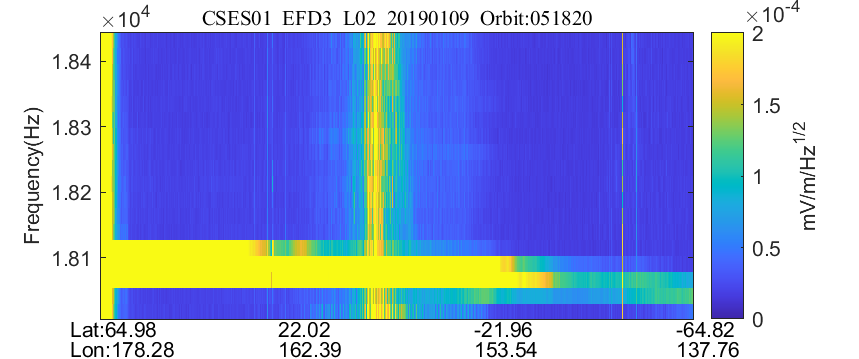 ×10⁴ CSES01 EFD3 L02 20190109 Orbit:051820 ×10⁻⁴
1.84
1.83
1.82
1.81
Frequency(Hz)
2
1.5
1
0.5
0
mV/m/Hz^1/2
Lat:64.98 22.02 -21.96 -64.82
Lon:178.28 162.39 153.54 137.76